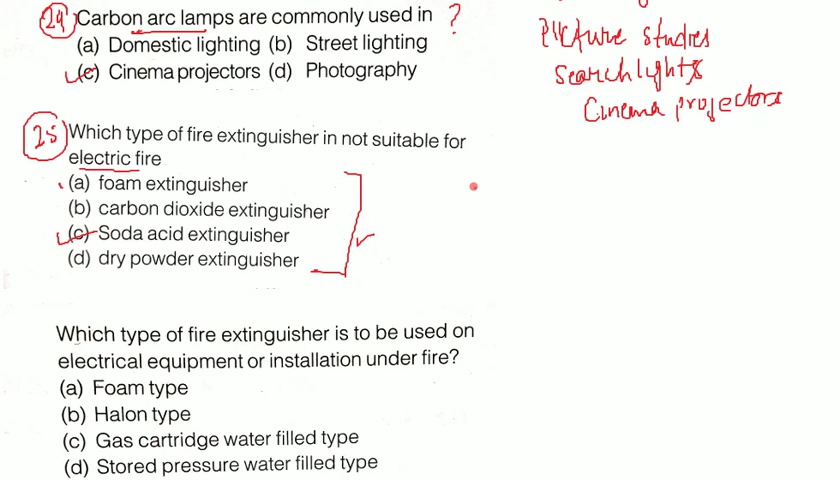 24 Carbon arc lamps are commonly used in ?
(a) Domestic lighting (b) Street lighting
(c) Cinema projectors (d) Photography
Picture studies
Searchlights
Cinema projectors
25 Which type of fire extinguisher in not suitable for
electric fire
(a) foam extinguisher
(b) carbon dioxide extinguisher
(c) Soda acid extinguisher
(d) dry powder extinguisher
Which type of fire extinguisher is to be used on
electrical equipment or installation under fire?
(a) Foam type
(b) Halon type
(c) Gas cartridge water filled type
(d) Stored pressure water filled type